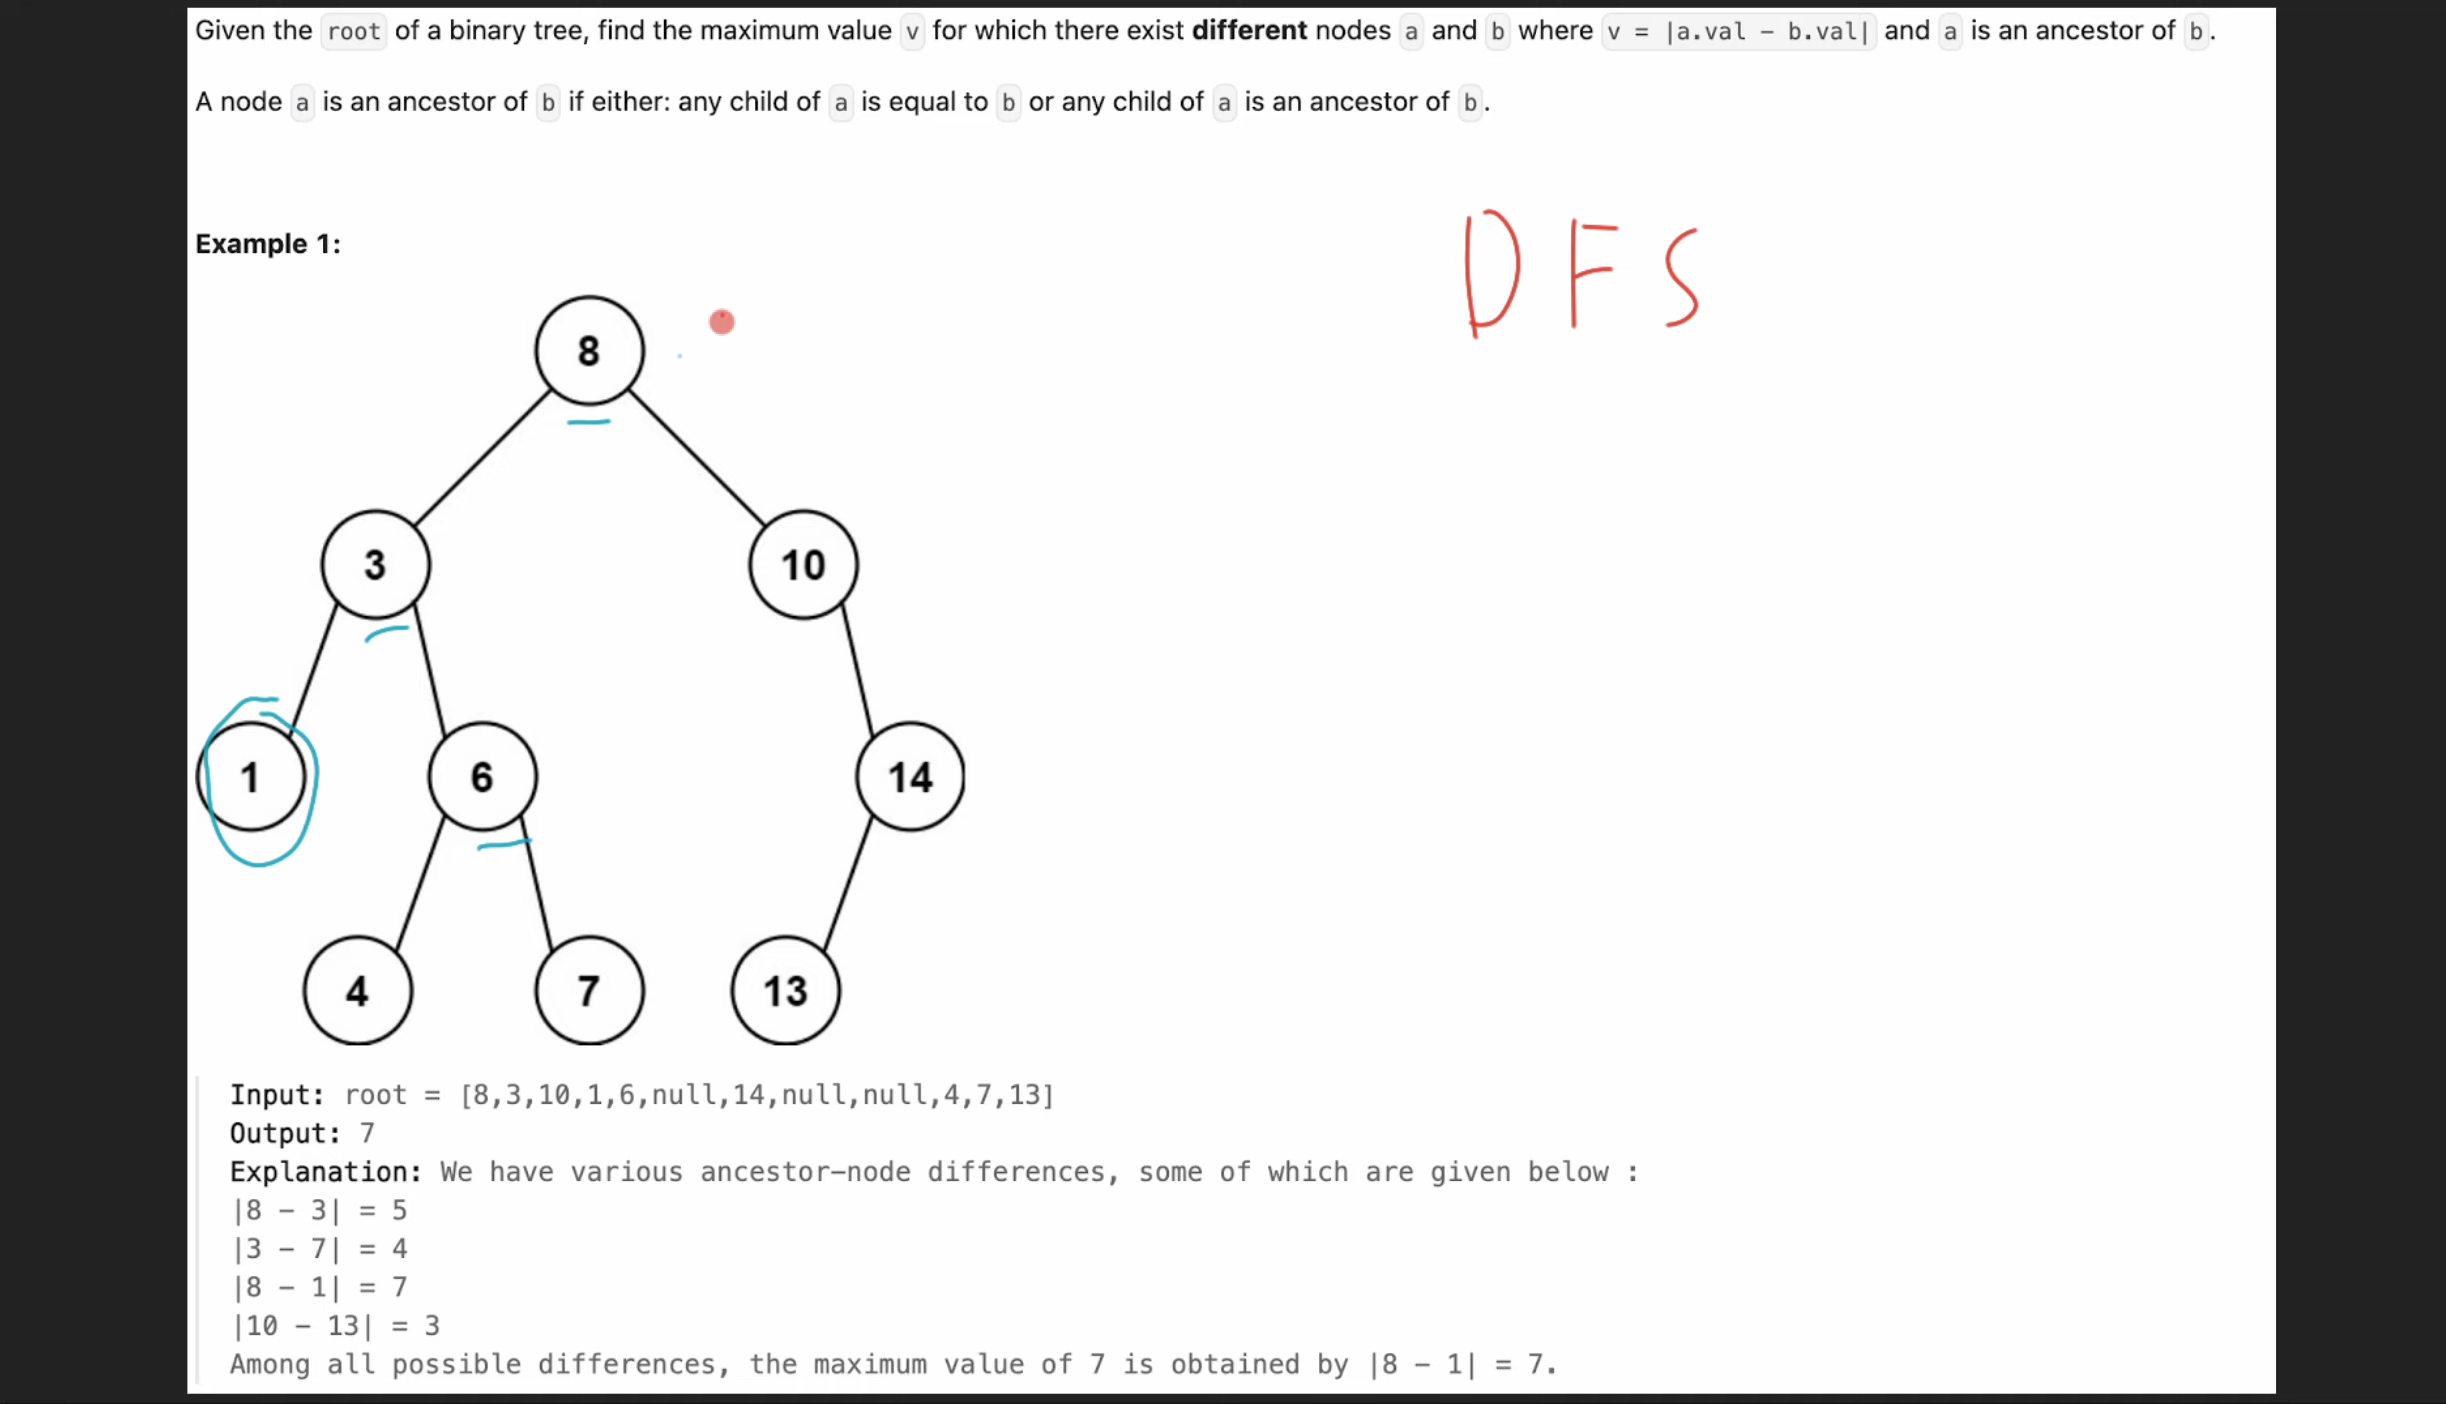 Given the root of a binary tree, find the maximum value v for which there exist different nodes a and b where v = |a.val - b.val| and a is an ancestor of b.
A node a is an ancestor of b if either: any child of a is equal to b or any child of a is an ancestor of b.
Example 1:
DFS
8
3
10
1
6
14
4
7
13
Input: root = [8,3,10,1,6,null,14,null,null,4,7,13]
Output: 7
Explanation: We have various ancestor-node differences, some of which are given below :
|8 - 3| = 5
|3 - 7| = 4
|8 - 1| = 7
|10 - 13| = 3
Among all possible differences, the maximum value of 7 is obtained by |8 - 1| = 7.